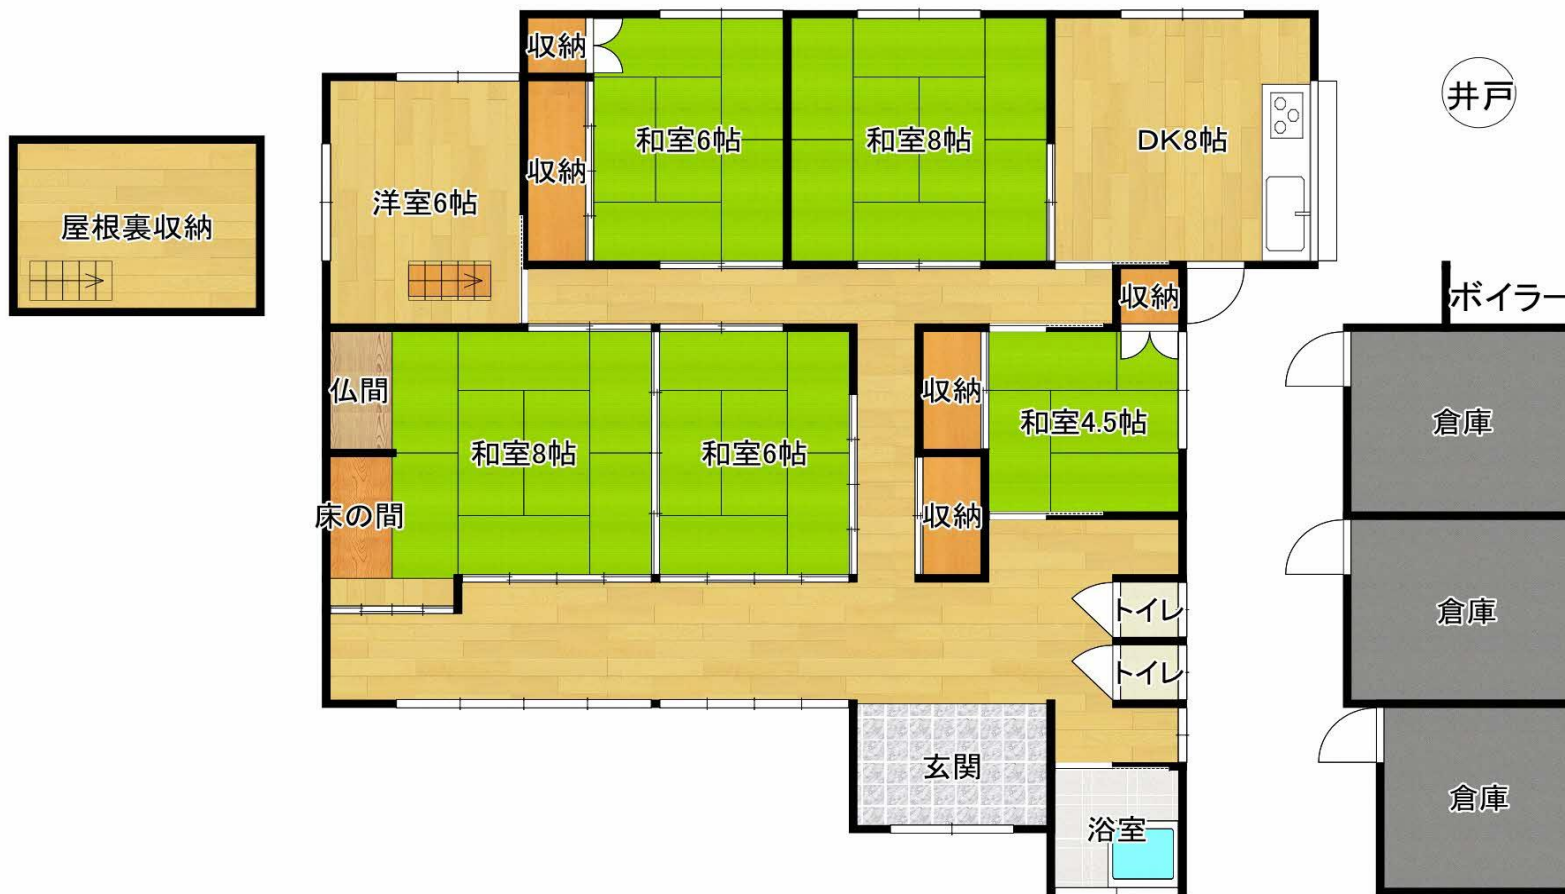 収納
井戸
和室6帖
和室8帖
DK8帖
収納
洋室6帖
屋根裏収納
収納
ボイラー
仏間
収納
和室4.5帖
倉庫
和室8帖
和室6帖
床の間
収納
トイレ
倉庫
トイレ
玄関
倉庫
浴室